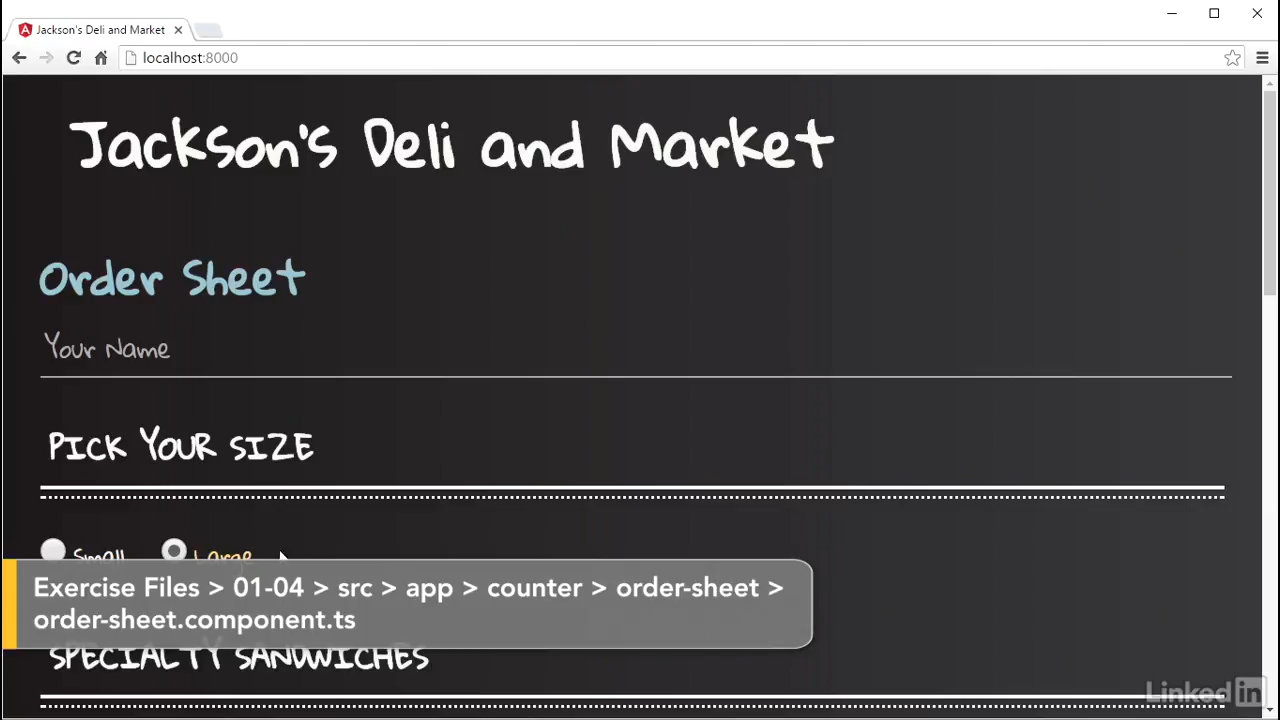 Jackson's Deli and Market
localhost:8000
Jackson's Deli and Market
Order Sheet
Your Name
PICK YOUR SIZE
Small Large
Exercise Files > 01-04 > src > app > counter > order-sheet >
order-sheet.component.ts
SPECIALTY SANDWICHES
Linked in